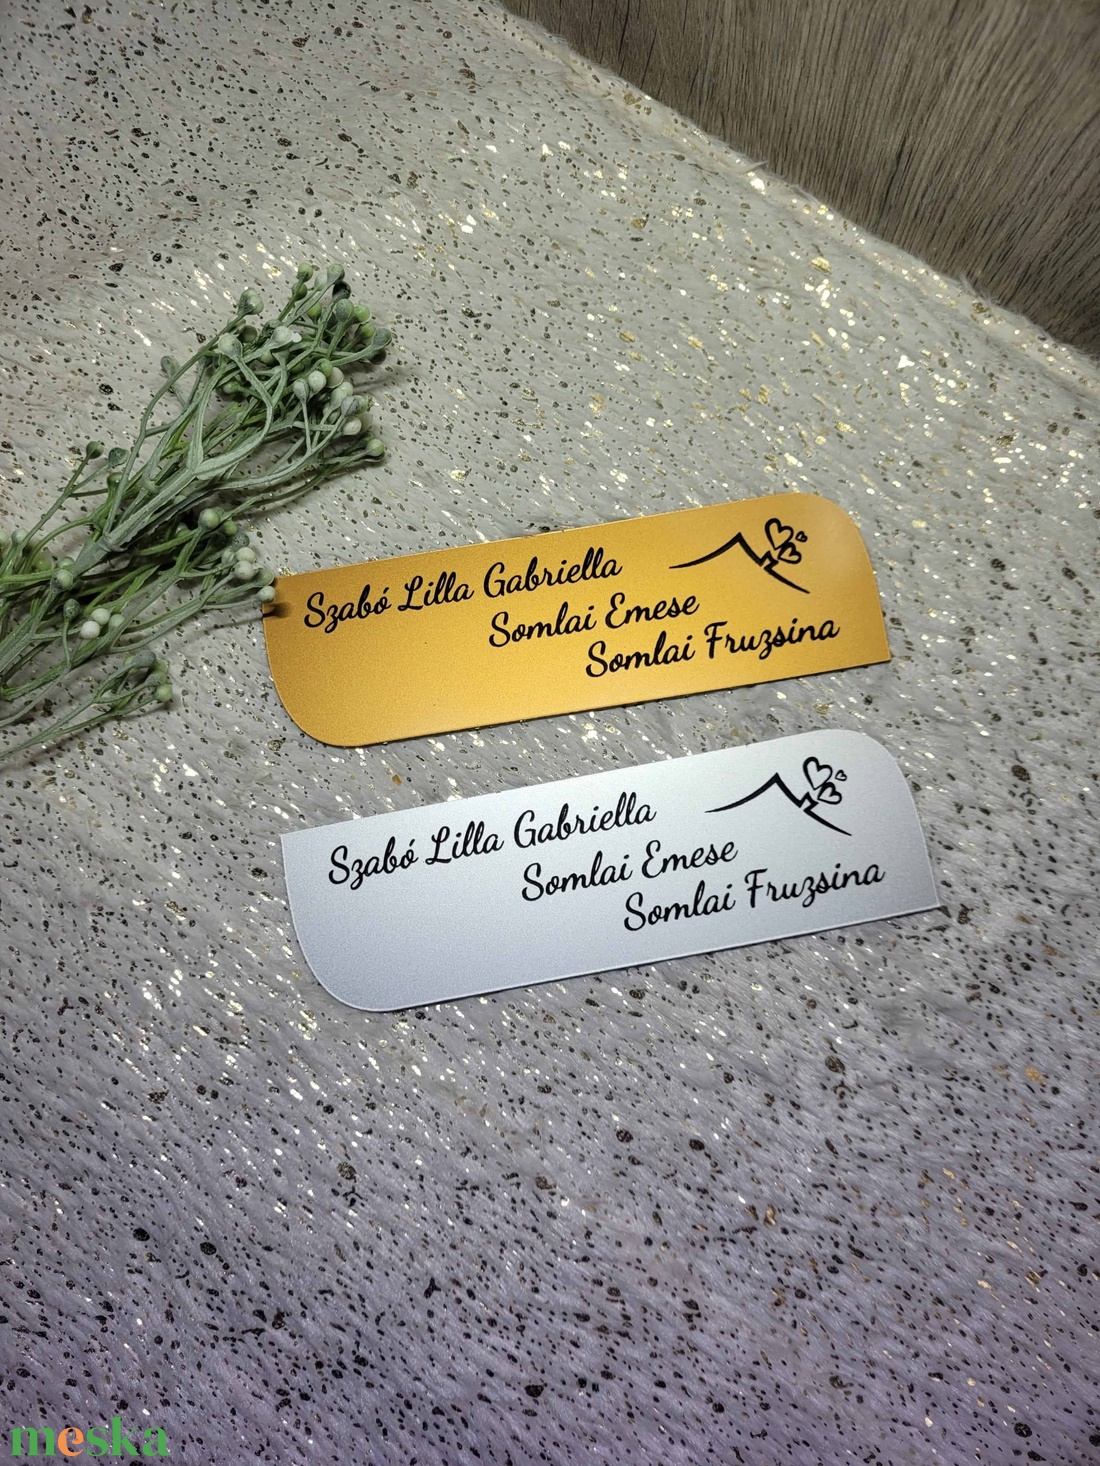 Szabó Lilla Gabriella
Somlai Emese
Somlai Fruzsina
Szabó Lilla Gabriella
Somlai Emese
Somlai Fruzsina
meska